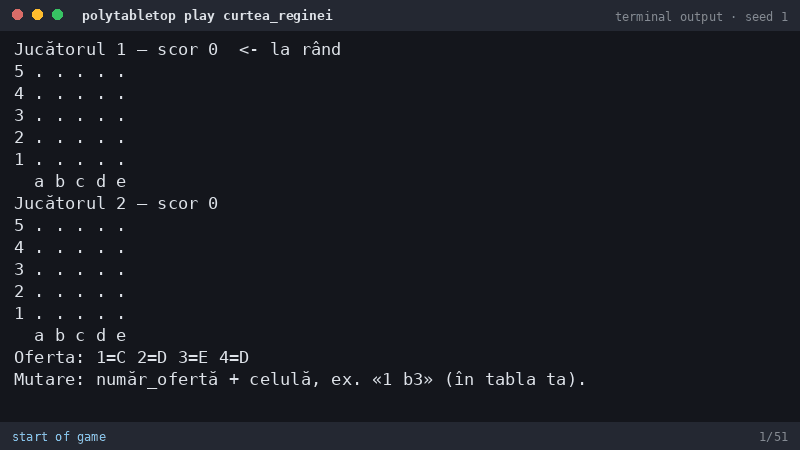 polytabletop play curtea_reginei
terminal output · seed 1
Jucătorul 1 — scor 0  <- la rând
5 . . . . .
4 . . . . .
3 . . . . .
2 . . . . .
1 . . . . .
  a b c d e
Jucătorul 2 — scor 0
5 . . . . .
4 . . . . .
3 . . . . .
2 . . . . .
1 . . . . .
  a b c d e
Oferta: 1=C 2=D 3=E 4=D
Mutare: număr_ofertă + celulă, ex. «1 b3» (în tabla ta).
start of game
1/51